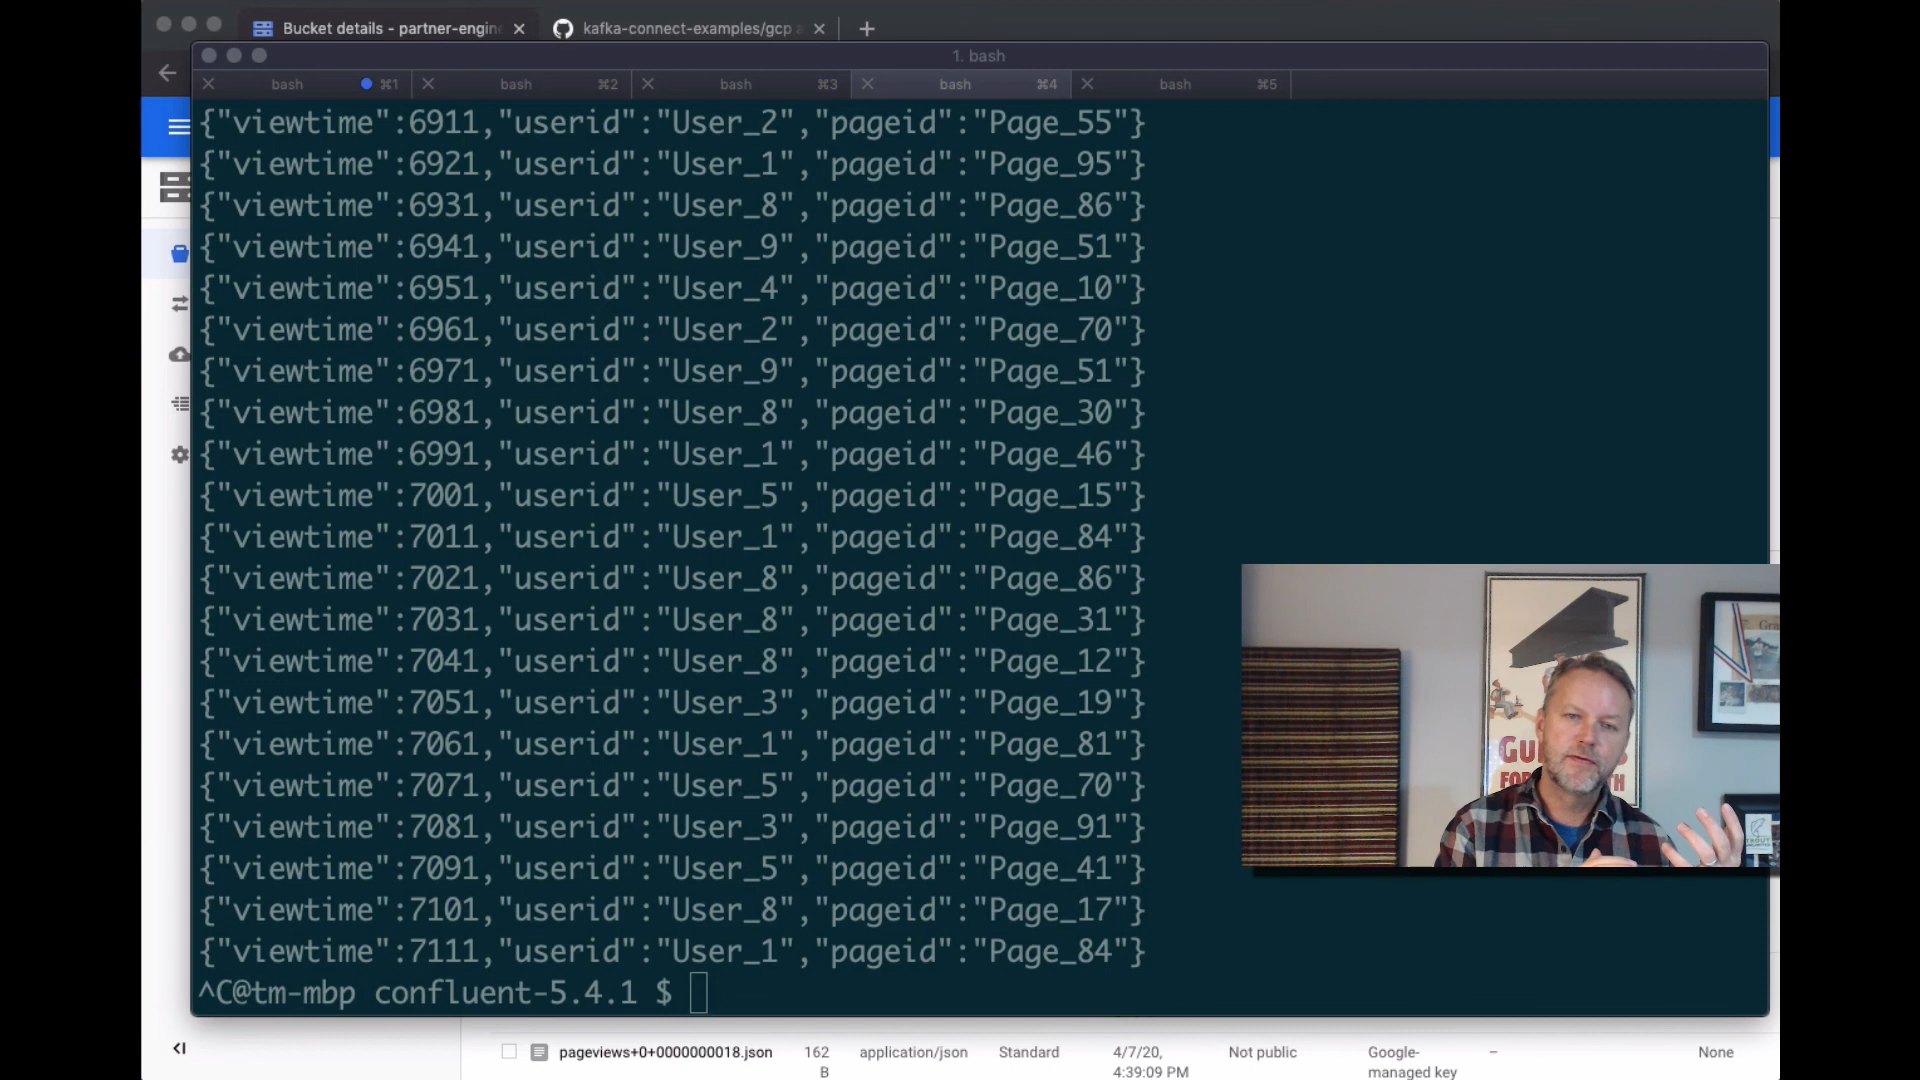 Bucket details - partner-engine
kafka-connect-examples/gcp a
1. bash
bash ⌘1
bash ⌘2
bash ⌘3
bash ⌘4
bash ⌘5
{"viewtime":6911,"userid":"User_2","pageid":"Page_55"}
{"viewtime":6921,"userid":"User_1","pageid":"Page_95"}
{"viewtime":6931,"userid":"User_8","pageid":"Page_86"}
{"viewtime":6941,"userid":"User_9","pageid":"Page_51"}
{"viewtime":6951,"userid":"User_4","pageid":"Page_10"}
{"viewtime":6961,"userid":"User_2","pageid":"Page_70"}
{"viewtime":6971,"userid":"User_9","pageid":"Page_51"}
{"viewtime":6981,"userid":"User_8","pageid":"Page_30"}
{"viewtime":6991,"userid":"User_1","pageid":"Page_46"}
{"viewtime":7001,"userid":"User_5","pageid":"Page_15"}
{"viewtime":7011,"userid":"User_1","pageid":"Page_84"}
{"viewtime":7021,"userid":"User_8","pageid":"Page_86"}
{"viewtime":7031,"userid":"User_8","pageid":"Page_31"}
{"viewtime":7041,"userid":"User_8","pageid":"Page_12"}
{"viewtime":7051,"userid":"User_3","pageid":"Page_19"}
{"viewtime":7061,"userid":"User_1","pageid":"Page_81"}
{"viewtime":7071,"userid":"User_5","pageid":"Page_70"}
{"viewtime":7081,"userid":"User_3","pageid":"Page_91"}
{"viewtime":7091,"userid":"User_5","pageid":"Page_41"}
{"viewtime":7101,"userid":"User_8","pageid":"Page_17"}
{"viewtime":7111,"userid":"User_1","pageid":"Page_84"}
^C@tm-mbp confluent-5.4.1 $
pageviews+0+0000000018.json 162 application/json Standard 4/7/20, Not public Google- – None
B 4:39:09 PM managed key